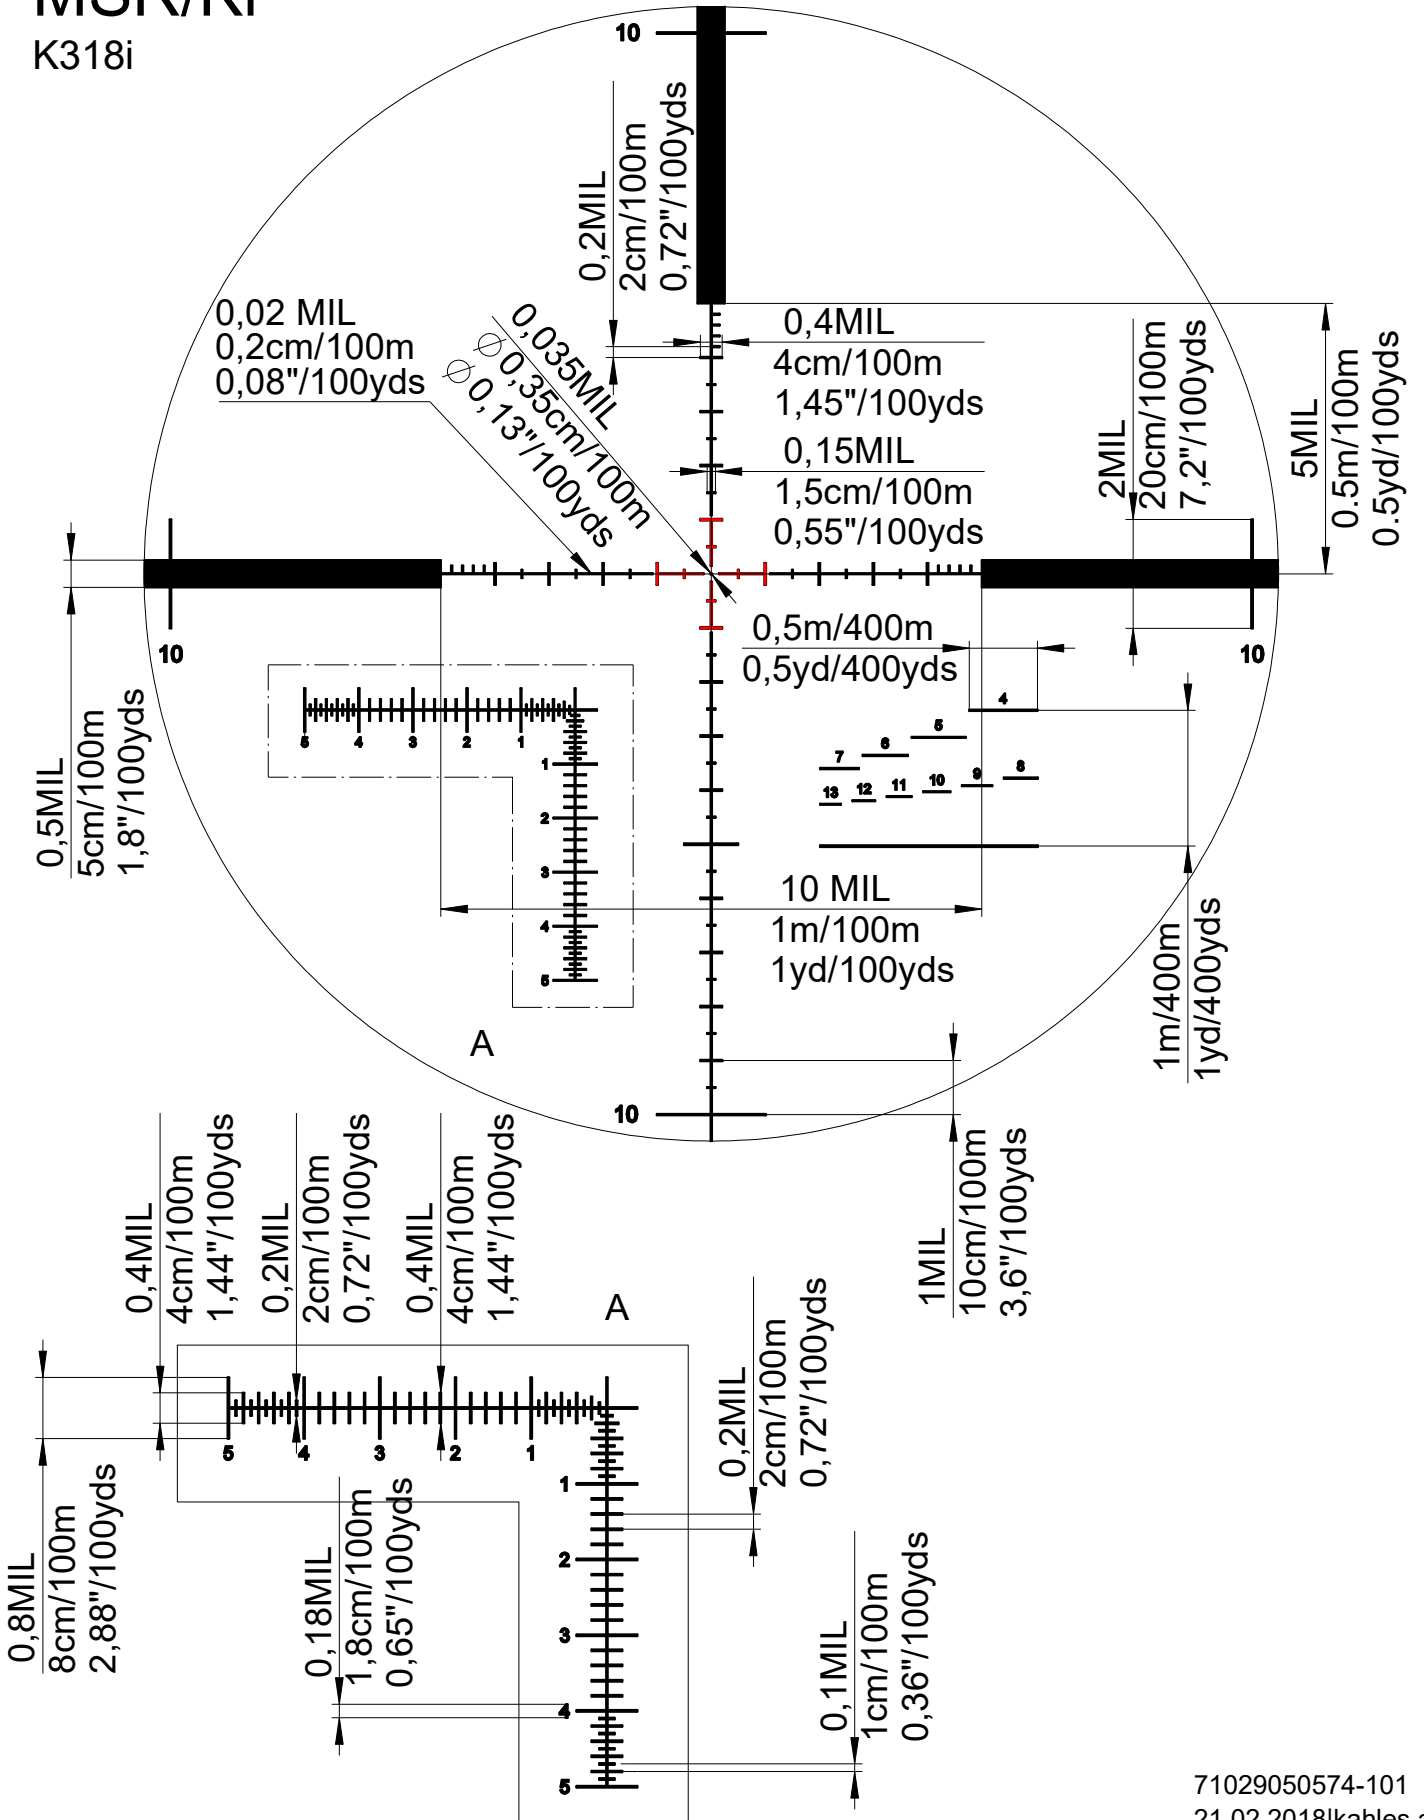 MSR/Ki
K318i
10
0,2MIL
2cm/100m
0,72"/100yds
0,02 MIL
0,2cm/100m
0,08"/100yds
0,035MIL
∅ 0,35cm/100m
∅ 0,13"/100yds
0,4MIL
4cm/100m
1,45"/100yds
0,15MIL
1,5cm/100m
0,55"/100yds
2MIL
20cm/100m
7,2"/100yds
5MIL
0.5m/100m
0.5yd/100yds
10
10
0,5MIL
5cm/100m
1,8"/100yds
0,5m/400m
0,5yd/400yds
5 4 3 2 1
1
2
3
4
5
4
5
6
7
8
9
10
11
12
13
10 MIL
1m/100m
1yd/100yds
1m/400m
1yd/400yds
A
10
1MIL
10cm/100m
3,6"/100yds
0,4MIL
4cm/100m
1,44"/100yds
0,2MIL
2cm/100m
0,72"/100yds
0,4MIL
4cm/100m
1,44"/100yds
A
5 4 3 2 1
1
2
3
4
5
0,2MIL
2cm/100m
0,72"/100yds
0,8MIL
8cm/100m
2,88"/100yds
0,18MIL
1,8cm/100m
0,65"/100yds
0,1MIL
1cm/100m
0,36"/100yds
71029050574-101
21.02.2018|kahles